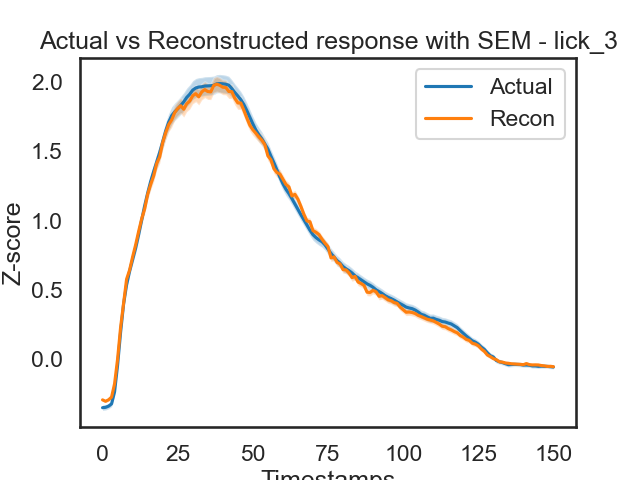 Actual vs Reconstructed response with SEM - lick_3
Actual
Recon
Z-score
2.0
1.5
1.0
0.5
0.0
0 25 50 75 100 125 150
Timestamps